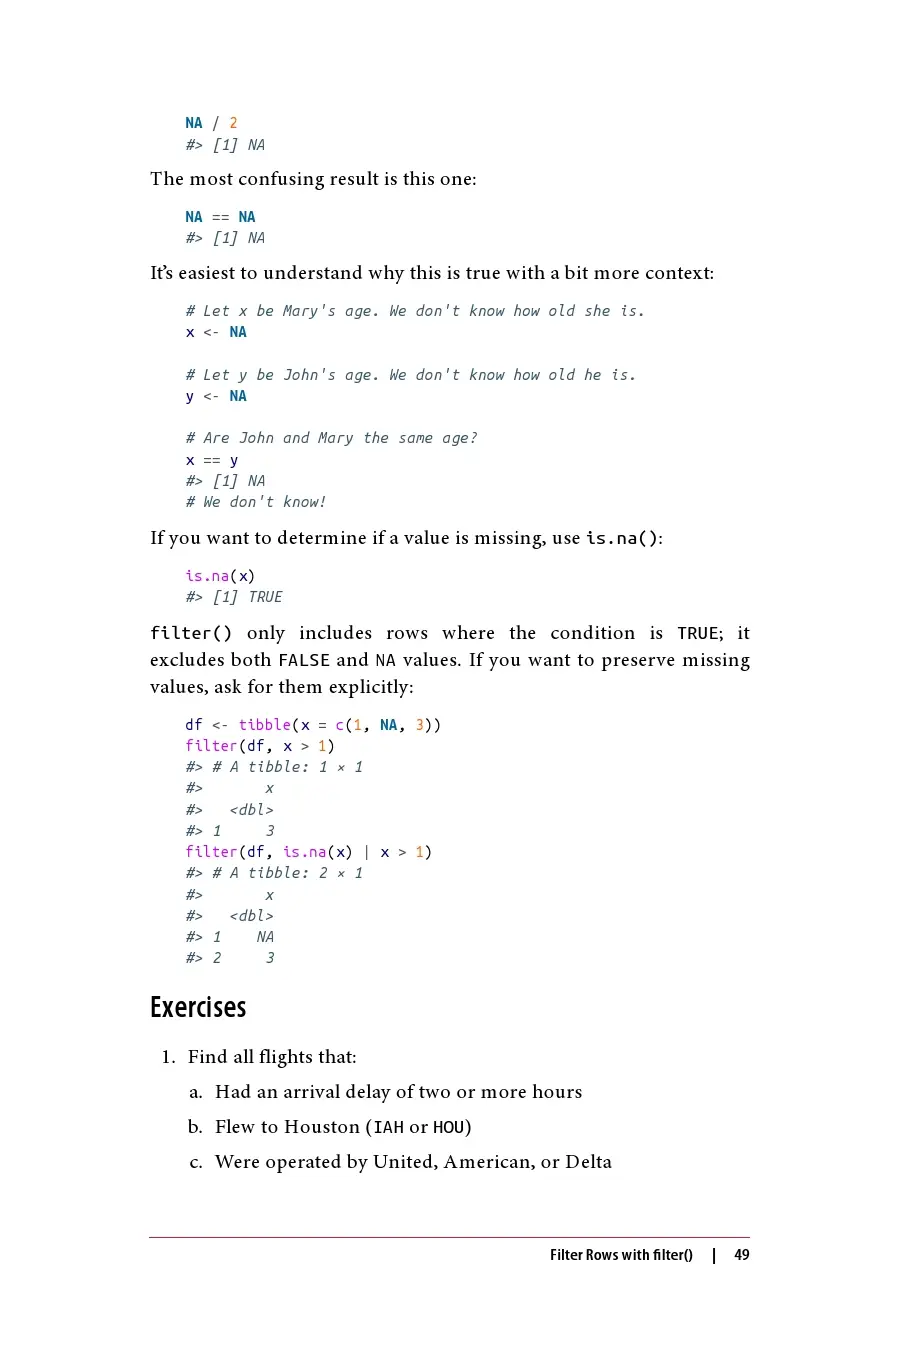 NA / 2
#> [1] NA
The most confusing result is this one:
NA == NA
#> [1] NA
It's easiest to understand why this is true with a bit more context:
# Let x be Mary's age. We don't know how old she is.
x <- NA
# Let y be John's age. We don't know how old he is.
y <- NA
# Are John and Mary the same age?
x == y
#> [1] NA
# We don't know!
If you want to determine if a value is missing, use is.na():
is.na(x)
#> [1] TRUE
filter() only includes rows where the condition is TRUE; it
excludes both FALSE and NA values. If you want to preserve missing
values, ask for them explicitly:
df <- tibble(x = c(1, NA, 3))
filter(df, x > 1)
#> # A tibble: 1 × 1
#>       x
#>   <dbl>
#> 1     3
filter(df, is.na(x) | x > 1)
#> # A tibble: 2 × 1
#>       x
#>   <dbl>
#> 1    NA
#> 2     3
Exercises
1. Find all flights that:
a. Had an arrival delay of two or more hours
b. Flew to Houston (IAH or HOU)
c. Were operated by United, American, or Delta
Filter Rows with filter() | 49